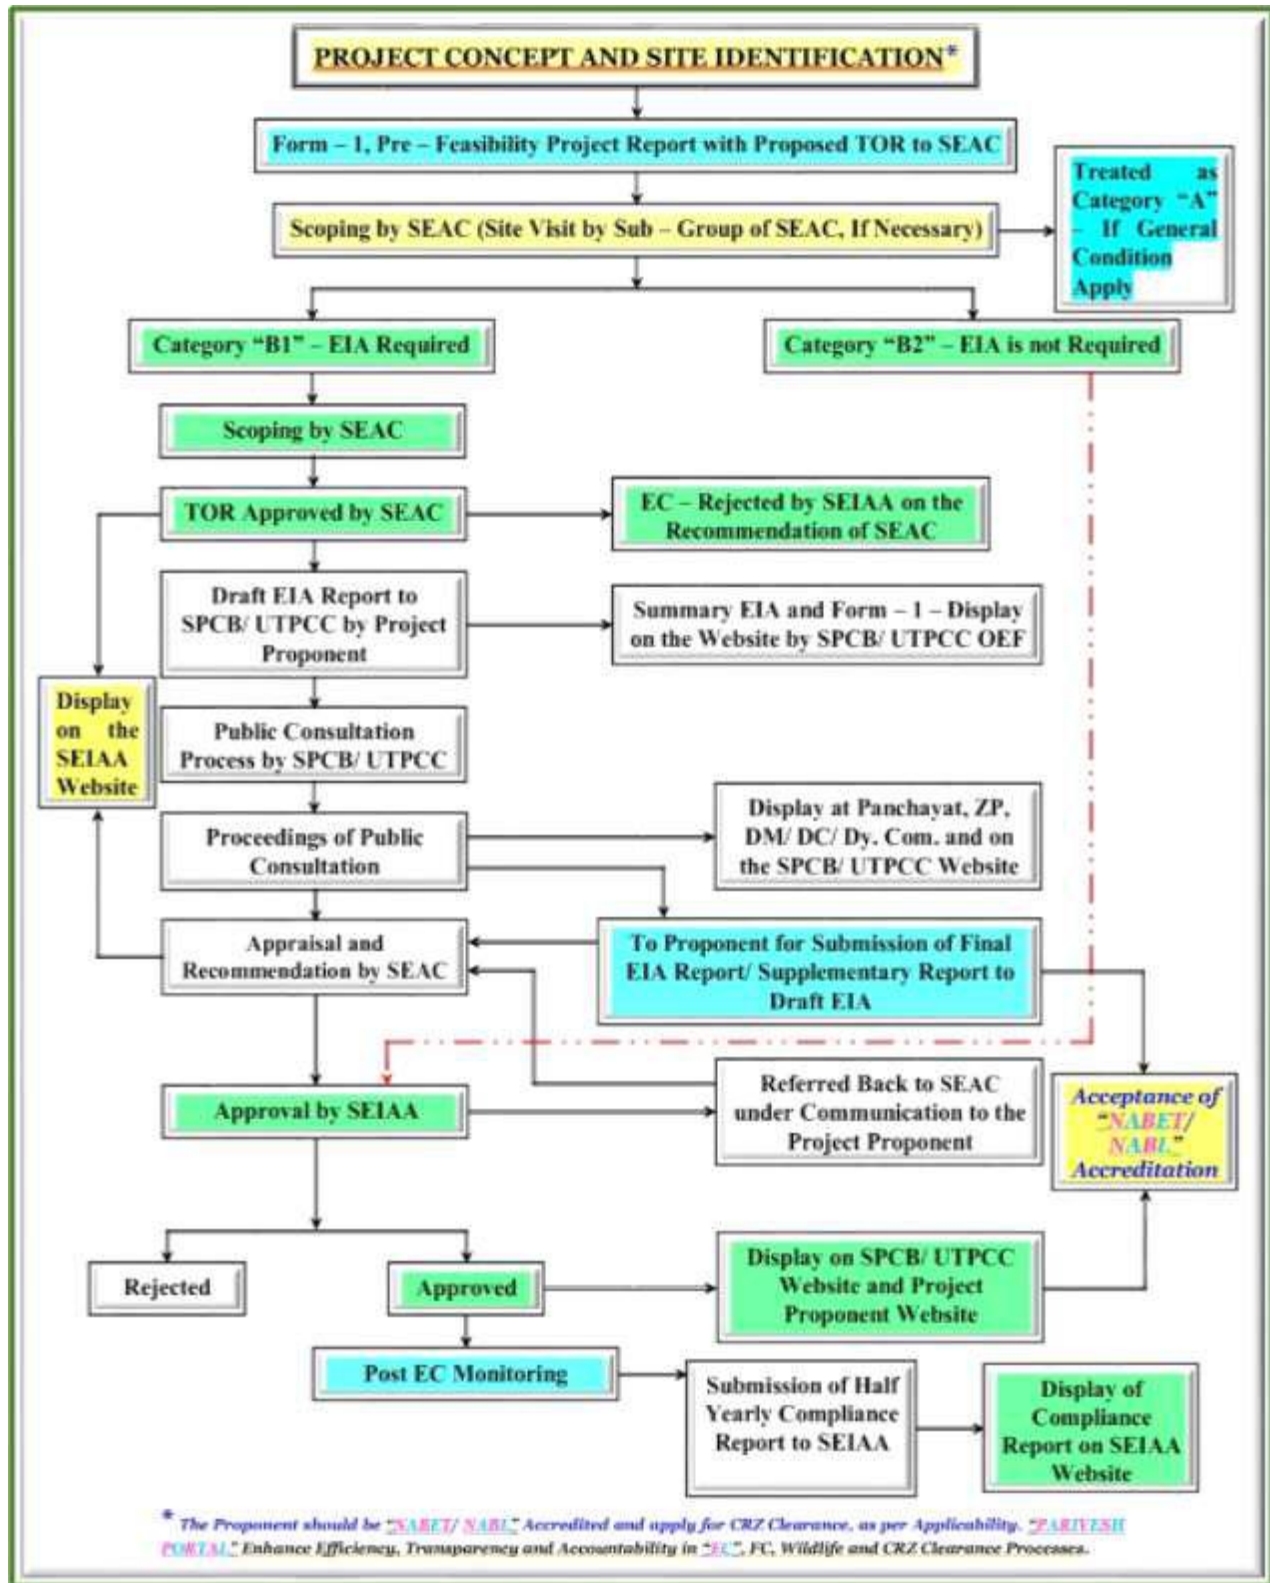 PROJECT CONCEPT AND SITE IDENTIFICATION*
Form – 1, Pre – Feasibility Project Report with Proposed TOR to SEAC
Treated as
Category “A”
– If General
Condition
Apply
Scoping by SEAC (Site Visit by Sub – Group of SEAC, If Necessary)
Category “B1” – EIA Required
Category “B2” – EIA is not Required
Scoping by SEAC
TOR Approved by SEAC
EC – Rejected by SEIAA on the
Recommendation of SEAC
Draft EIA Report to
SPCB/ UTPCC by Project
Proponent
Summary EIA and Form – 1 – Display
on the Website by SPCB/ UTPCC OEF
Display
on the
SEIAA
Website
Public Consultation
Process by SPCB/ UTPCC
Proceedings of Public
Consultation
Display at Panchayat, ZP,
DM/ DC/ Dy. Com. and on
the SPCB/ UTPCC Website
Appraisal and
Recommendation by SEAC
To Proponent for Submission of Final
EIA Report/ Supplementary Report to
Draft EIA
Approval by SEIAA
Referred Back to SEAC
under Communication to the
Project Proponent
Acceptance of
“NABET/
NABL”
Accreditation
Rejected
Approved
Display on SPCB/ UTPCC
Website and Project
Proponent Website
Post EC Monitoring
Submission of Half
Yearly Compliance
Report to SEIAA
Display of
Compliance
Report on SEIAA
Website
* The Proponent should be “NABET/ NABL” Accredited and apply for CRZ Clearance, as per Applicability. “PARIVESH
PORTAL” Enhance Efficiency, Transparency and Accountability in “EC”, FC, Wildlife and CRZ Clearance Processes.